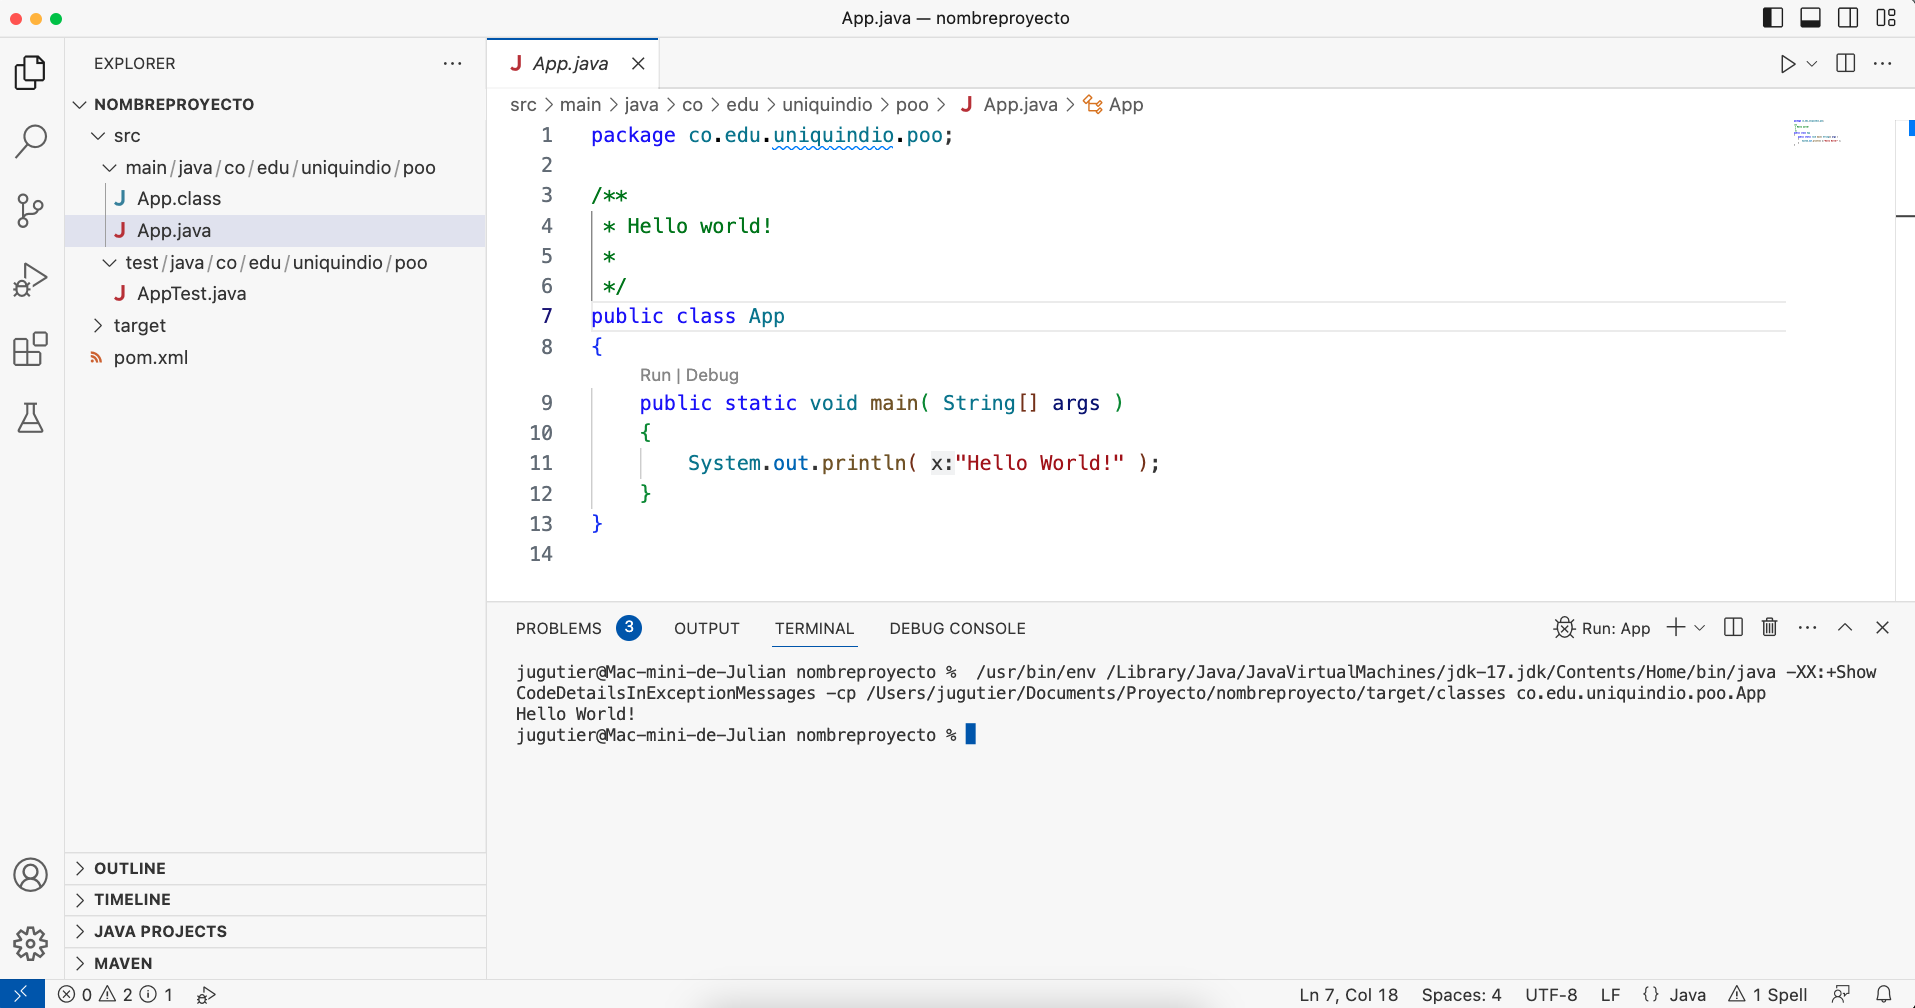 App.java — nombreproyecto
EXPLORER
NOMBREPROYECTO
src
main/java/co/edu/uniquindio/poo
App.class
App.java
test/java/co/edu/uniquindio/poo
AppTest.java
target
pom.xml
OUTLINE
TIMELINE
JAVA PROJECTS
MAVEN
App.java
src > main > java > co > edu > uniquindio > poo > App.java > App
1 package co.edu.uniquindio.poo;
2
3 /**
4 * Hello world!
5 *
6 */
7 public class App
8 {
Run | Debug
9 public static void main( String[] args )
10 {
11 System.out.println( x:"Hello World!" );
12 }
13 }
14
PROBLEMS 3 OUTPUT TERMINAL DEBUG CONSOLE
Run: App
jugutier@Mac-mini-de-Julian nombreproyecto % /usr/bin/env /Library/Java/JavaVirtualMachines/jdk-17.jdk/Contents/Home/bin/java -XX:+Show
CodeDetailsInExceptionMessages -cp /Users/jugutier/Documents/Proyecto/nombreproyecto/target/classes co.edu.uniquindio.poo.App
Hello World!
jugutier@Mac-mini-de-Julian nombreproyecto %
0 2 1
Ln 7, Col 18 Spaces: 4 UTF-8 LF {} Java 1 Spell